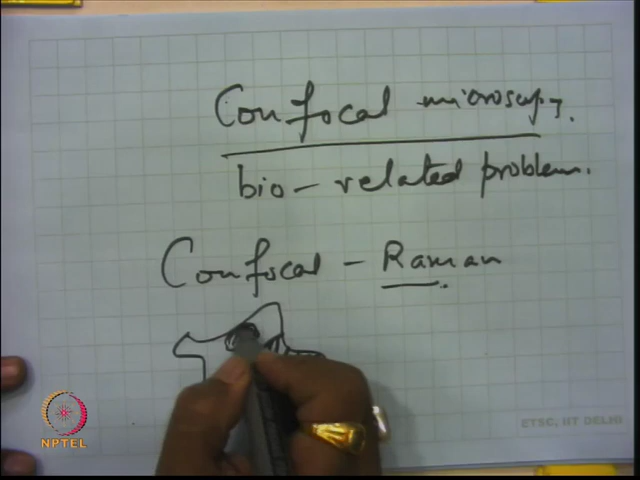 Confocal microscopy.
bio-related problem.
Confocal - Raman
NPTEL
ETSC, IIT DELHI